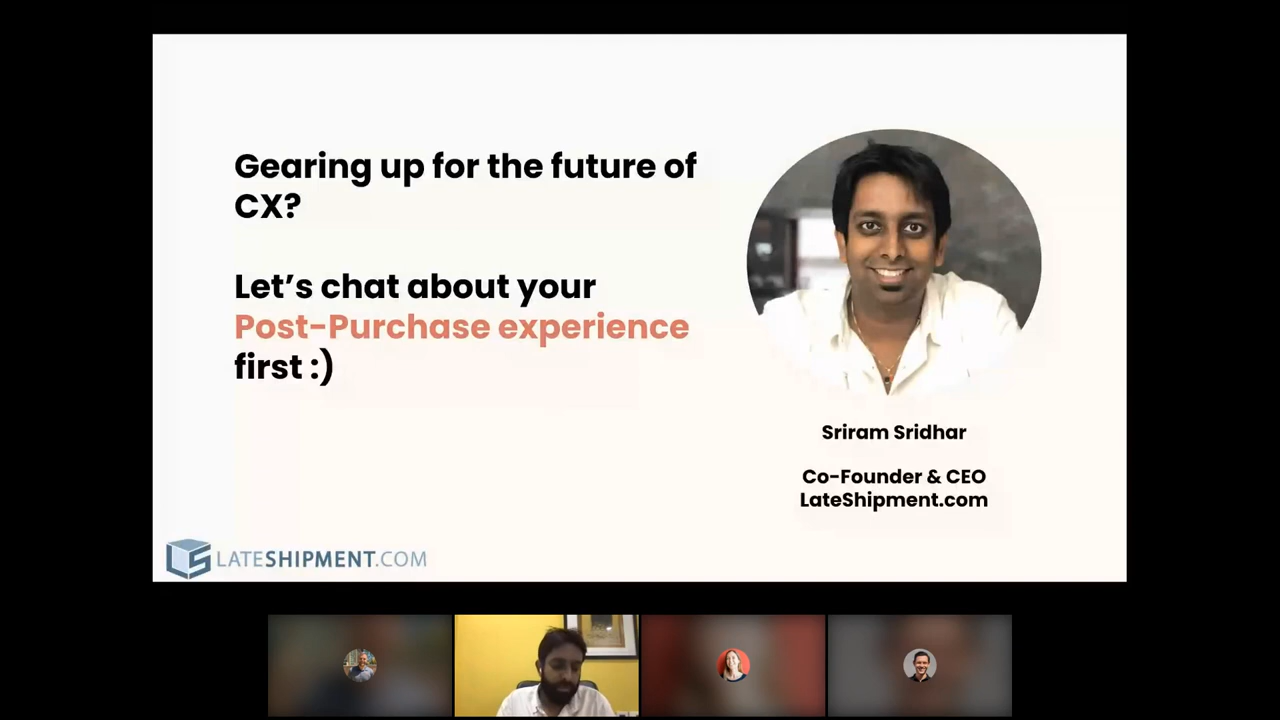 Gearing up for the future of
CX?
Let’s chat about your
Post-Purchase experience
first :)
Sriram Sridhar
Co-Founder & CEO
LateShipment.com
LATESHIPMENT.COM